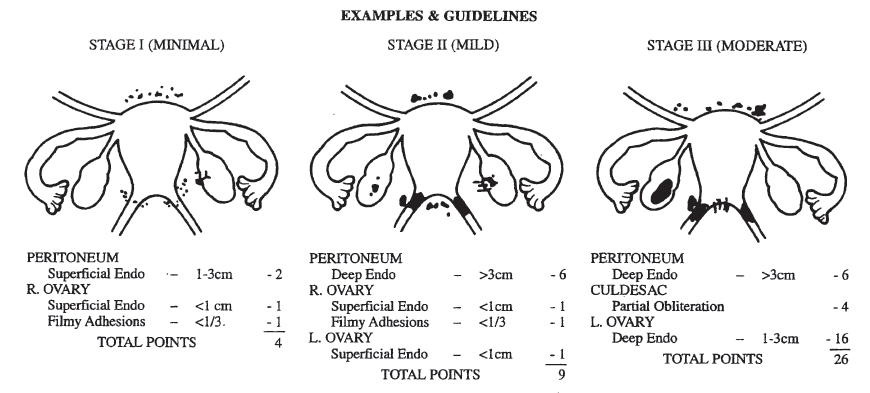 EXAMPLES & GUIDELINES
STAGE I (MINIMAL)
PERITONEUM
Superficial Endo – 1-3cm - 2
R. OVARY
Superficial Endo – <1 cm - 1
Filmy Adhesions – <1/3. - 1
TOTAL POINTS 4
STAGE II (MILD)
PERITONEUM
Deep Endo – >3cm - 6
R. OVARY
Superficial Endo – <1cm - 1
Filmy Adhesions – <1/3 - 1
L. OVARY
Superficial Endo – <1cm - 1
TOTAL POINTS 9
STAGE III (MODERATE)
PERITONEUM
Deep Endo – >3cm - 6
CULDESAC
Partial Obliteration - 4
L. OVARY
Deep Endo – 1-3cm - 16
TOTAL POINTS 26